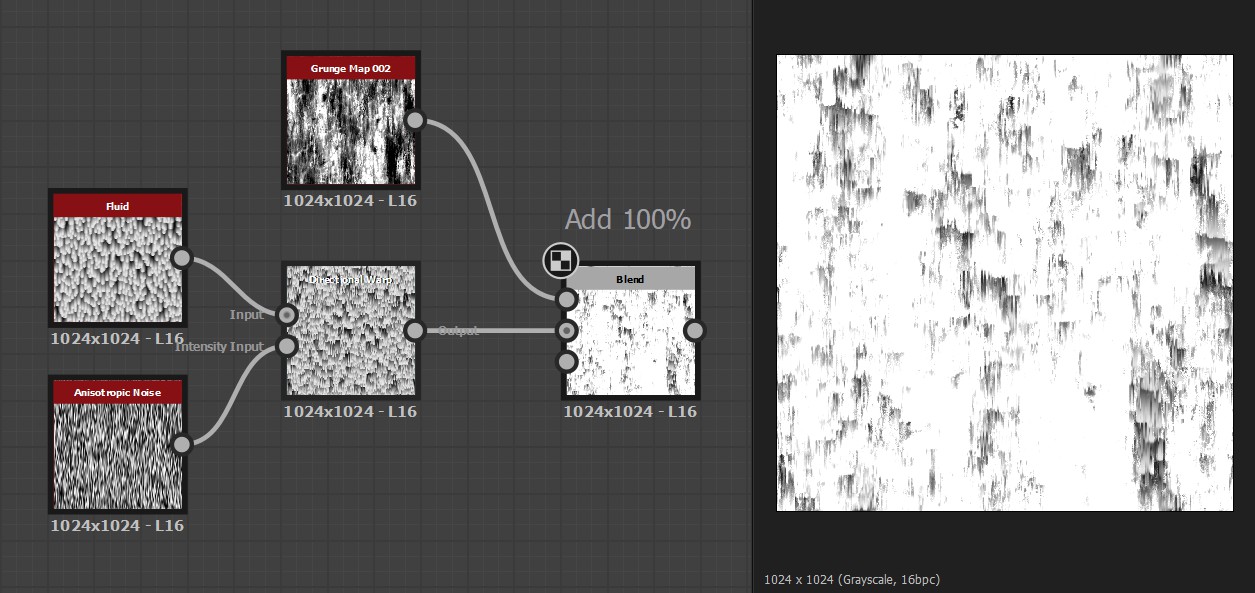 Grunge Map 002
1024x1024 - L16
Fluid
1024x1024 - L16
Add 100%
Directional Warp
Blend
Input
Intensity Input
Output
1024x1024 - L16
1024x1024 - L16
Anisotropic Noise
1024x1024 - L16
1024 x 1024 (Grayscale, 16bpc)